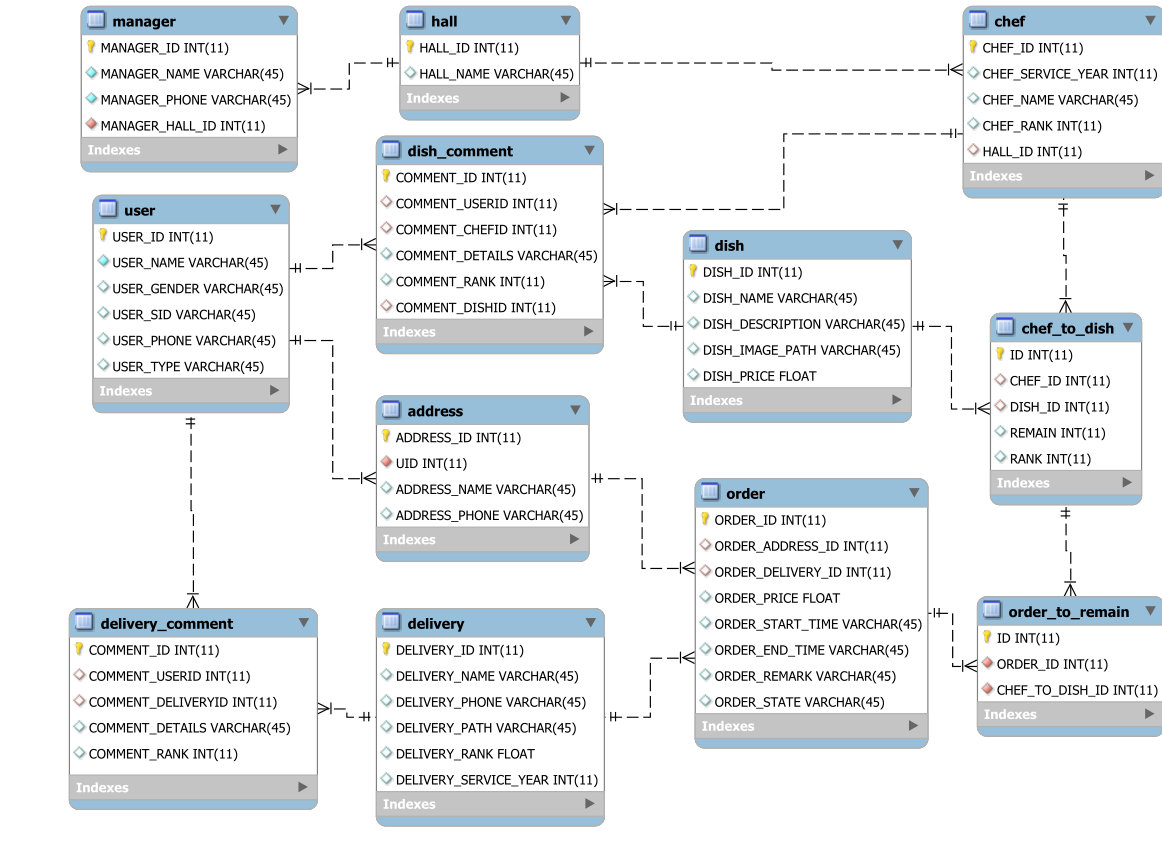 manager
MANAGER_ID INT(11)
MANAGER_NAME VARCHAR(45)
MANAGER_PHONE VARCHAR(45)
MANAGER_HALL_ID INT(11)
Indexes
hall
HALL_ID INT(11)
HALL_NAME VARCHAR(45)
Indexes
chef
CHEF_ID INT(11)
CHEF_SERVICE_YEAR INT(11)
CHEF_NAME VARCHAR(45)
CHEF_RANK INT(11)
HALL_ID INT(11)
Indexes
dish_comment
COMMENT_ID INT(11)
COMMENT_USERID INT(11)
COMMENT_CHEFID INT(11)
COMMENT_DETAILS VARCHAR(45)
COMMENT_RANK INT(11)
COMMENT_DISHID INT(11)
Indexes
user
USER_ID INT(11)
USER_NAME VARCHAR(45)
USER_GENDER VARCHAR(45)
USER_SID VARCHAR(45)
USER_PHONE VARCHAR(45)
USER_TYPE VARCHAR(45)
Indexes
dish
DISH_ID INT(11)
DISH_NAME VARCHAR(45)
DISH_DESCRIPTION VARCHAR(45)
DISH_IMAGE_PATH VARCHAR(45)
DISH_PRICE FLOAT
Indexes
chef_to_dish
ID INT(11)
CHEF_ID INT(11)
DISH_ID INT(11)
REMAIN INT(11)
RANK INT(11)
Indexes
address
ADDRESS_ID INT(11)
UID INT(11)
ADDRESS_NAME VARCHAR(45)
ADDRESS_PHONE VARCHAR(45)
Indexes
order
ORDER_ID INT(11)
ORDER_ADDRESS_ID INT(11)
ORDER_DELIVERY_ID INT(11)
ORDER_PRICE FLOAT
ORDER_START_TIME VARCHAR(45)
ORDER_END_TIME VARCHAR(45)
ORDER_REMARK VARCHAR(45)
ORDER_STATE VARCHAR(45)
Indexes
order_to_remain
ID INT(11)
ORDER_ID INT(11)
CHEF_TO_DISH_ID INT(11)
Indexes
delivery_comment
COMMENT_ID INT(11)
COMMENT_USERID INT(11)
COMMENT_DELIVERYID INT(11)
COMMENT_DETAILS VARCHAR(45)
COMMENT_RANK INT(11)
Indexes
delivery
DELIVERY_ID INT(11)
DELIVERY_NAME VARCHAR(45)
DELIVERY_PHONE VARCHAR(45)
DELIVERY_PATH VARCHAR(45)
DELIVERY_RANK FLOAT
DELIVERY_SERVICE_YEAR INT(11)
Indexes